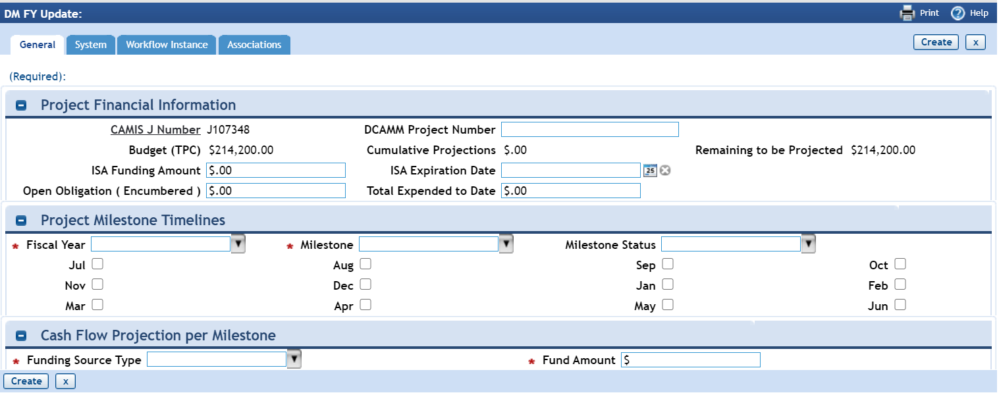 DM FY Update: Print Help
General System Workflow Instance Associations Create x
(Required):
Project Financial Information
CAMIS J Number J107348 DCAMM Project Number
Budget (TPC) $214,200.00 Cumulative Projections $.00 Remaining to be Projected $214,200.00
ISA Funding Amount $.00 ISA Expiration Date 25
Open Obligation ( Encumbered ) $.00 Total Expended to Date $.00
Project Milestone Timelines
* Fiscal Year * Milestone Milestone Status
Jul Aug Sep Oct
Nov Dec Jan Feb
Mar Apr May Jun
Cash Flow Projection per Milestone
* Funding Source Type * Fund Amount $
Create x